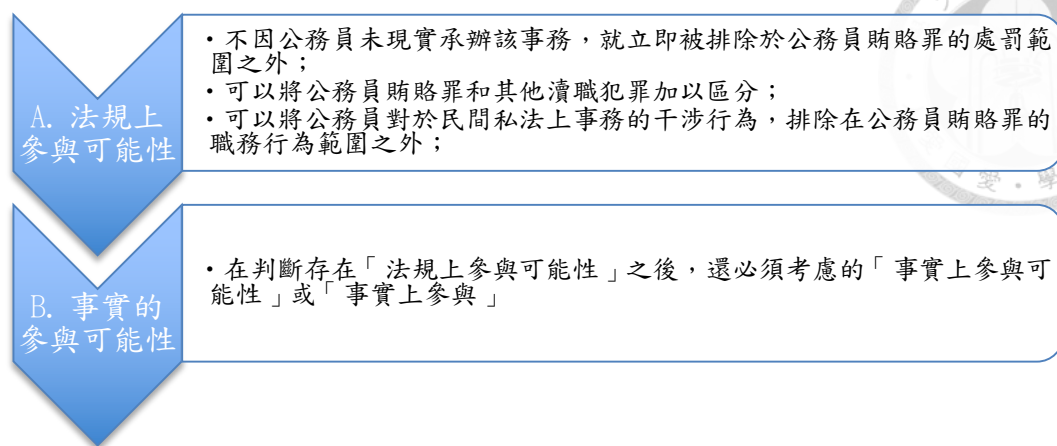 A. 法規上
參與可能性
・不因公務員未現實承辦該事務，就立即被排除於公務員賄賂罪的處罰範
圍之外；
・可以將公務員賄賂罪和其他瀆職犯罪加以區分；
・可以將公務員對於民間私法上事務的干涉行為，排除在公務員賄賂罪的
職務行為範圍之外；
B. 事實的
參與可能性
・在判斷存在「法規上參與可能性」之後，還必須考慮的「事實上參與可
能性」或「事實上參與」